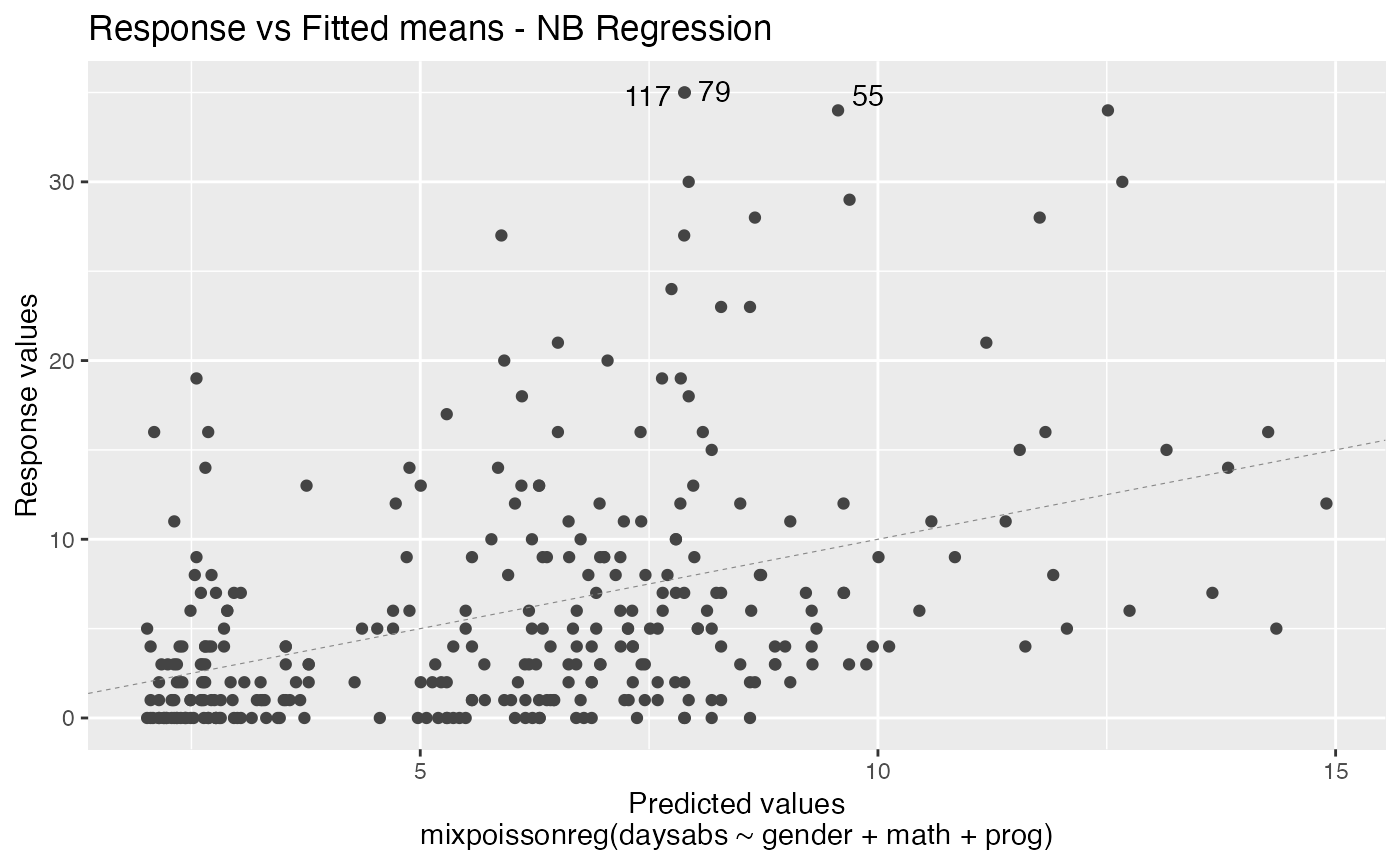 Response vs Fitted means - NB Regression
117
79
55
30
20
10
0
Response values
5
10
15
Predicted values
mixpoissonreg(daysabs ~ gender + math + prog)